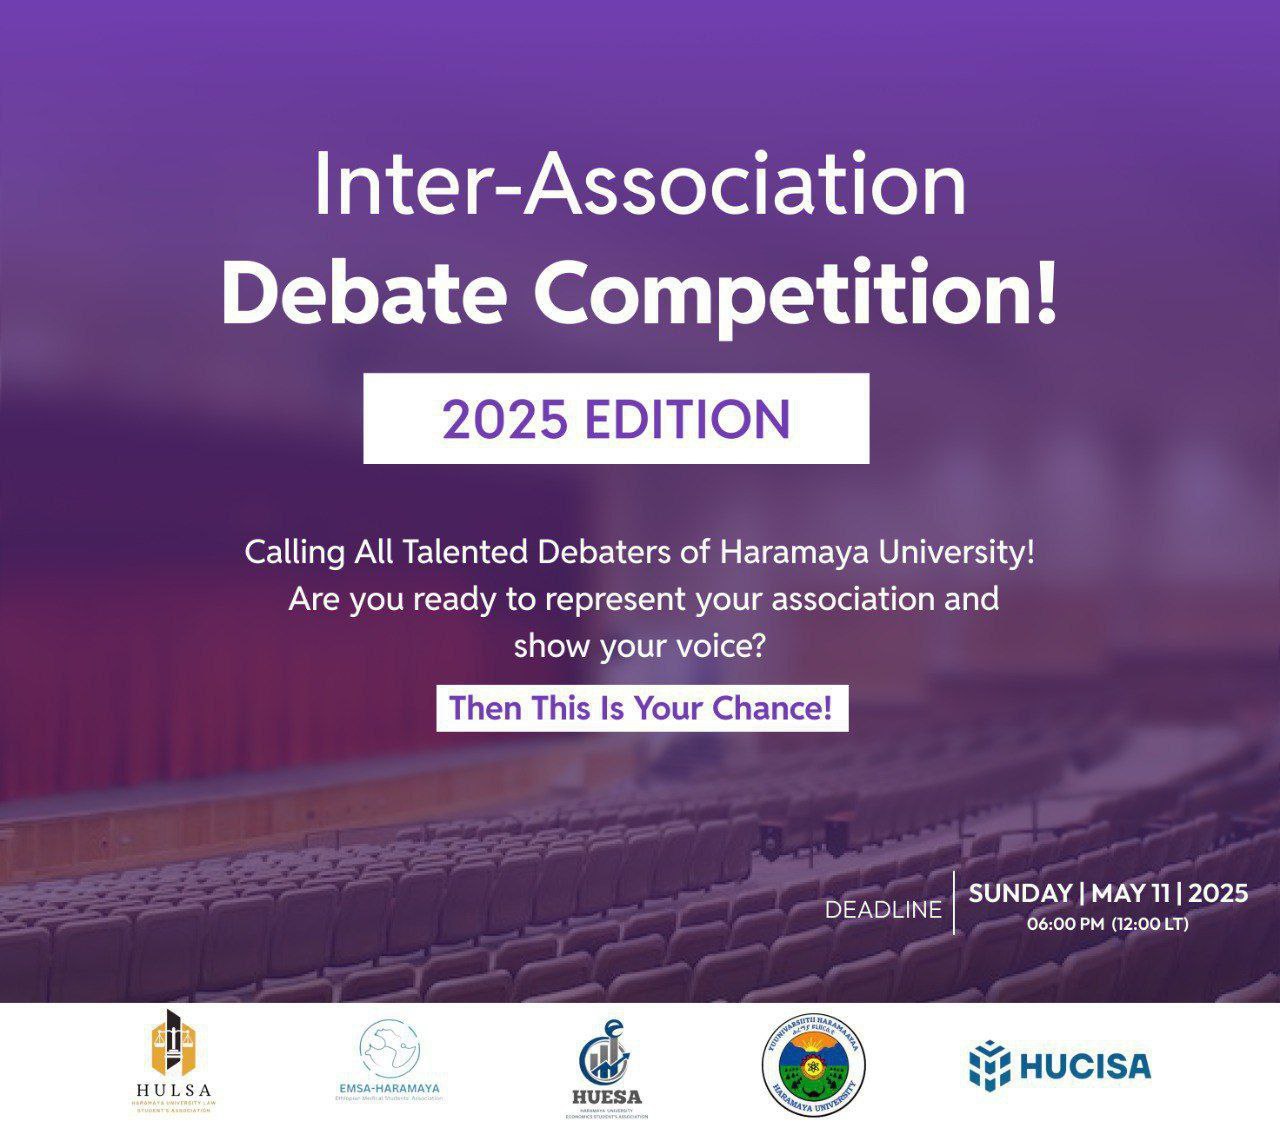 Inter-Association
Debate Competition!
2025 EDITION
Calling All Talented Debaters of Haramaya University!
Are you ready to represent your association and
show your voice?
Then This Is Your Chance!
DEADLINE
SUNDAY | MAY 11 | 2025
06:00 PM (12:00 LT)
HULSA
HARAMAYA UNIVERSITY LAW
STUDENT'S ASSOCIATION
EMSA-HARAMAYA
Ethiopian Medical Students' Association
HUESA
HARAMAYA UNIVERSITY
ECONOMICS STUDENT'S ASSOCIATION
YUUNIVARSIITII HARAMAAYAA
HARAMAYA UNIVERSITY
HUCISA